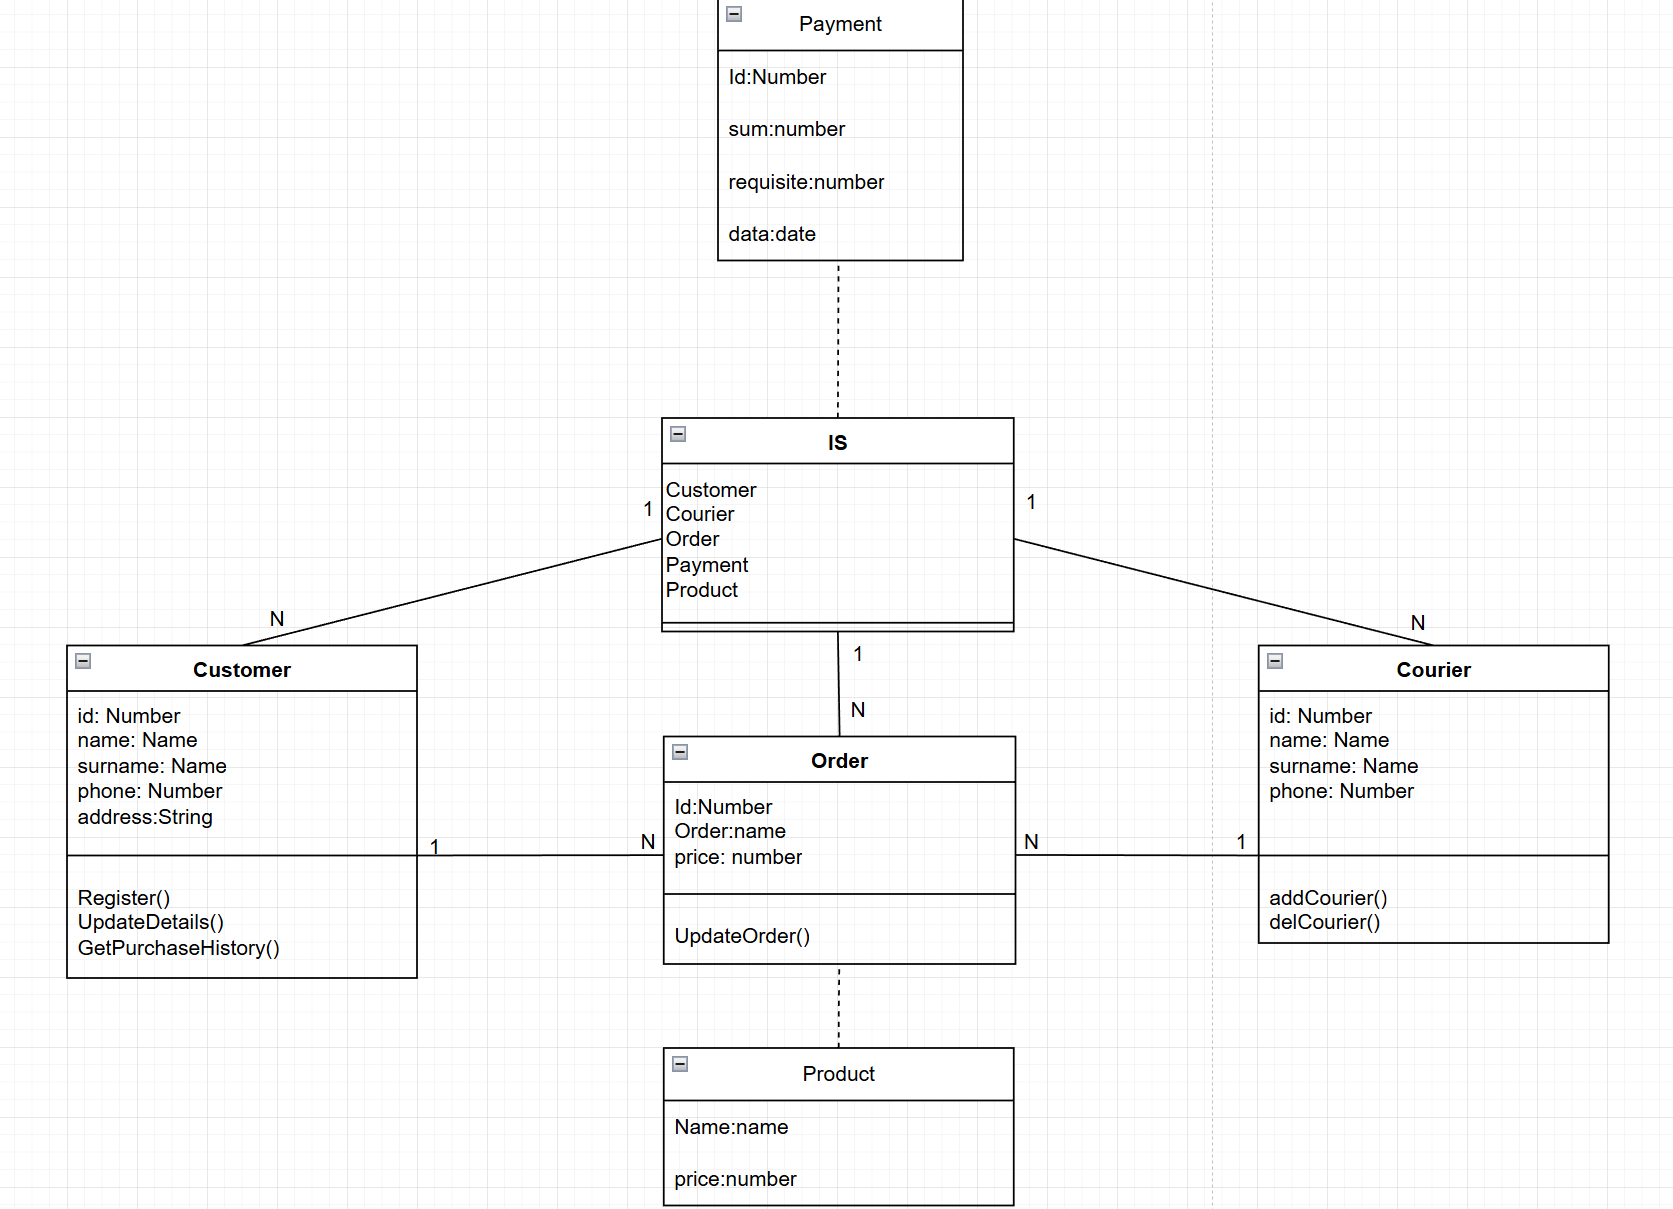 Payment
Id:Number
sum:number
requisite:number
data:date
IS
Customer
Courier
Order
Payment
Product
1
1
N
N
1
N
Customer
id: Number
name: Name
surname: Name
phone: Number
address:String
Register()
UpdateDetails()
GetPurchaseHistory()
1
N
Order
Id:Number
Order:name
price: number
UpdateOrder()
N
1
Courier
id: Number
name: Name
surname: Name
phone: Number
addCourier()
delCourier()
Product
Name:name
price:number